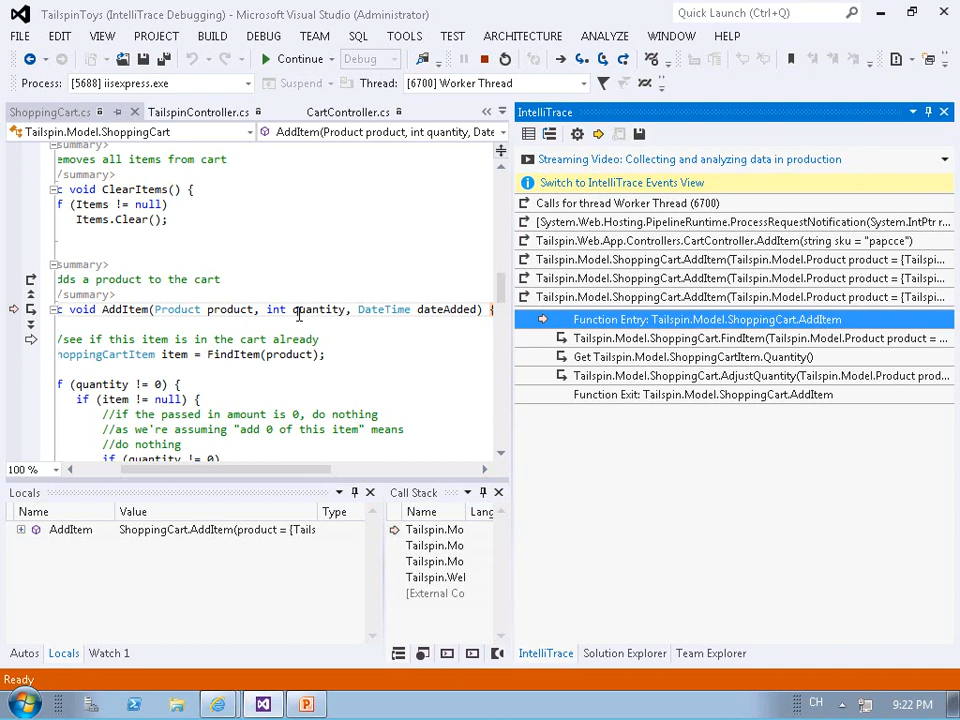 TailspinToys (IntelliTrace Debugging) - Microsoft Visual Studio (Administrator)
Quick Launch (Ctrl+Q)
FILE EDIT VIEW PROJECT BUILD DEBUG TEAM SQL TOOLS TEST ARCHITECTURE ANALYZE WINDOW HELP
Continue Debug
Process: [5688] iisexpress.exe Suspend Thread: [6700] Worker Thread
ShoppingCart.cs TailspinController.cs CartController.cs
Tailspin.Model.ShoppingCart AddItem(Product product, int quantity, Date
summary>
emoves all items from cart
/summary>
c void ClearItems() {
f (Items != null)
Items.Clear();
summary>
dds a product to the cart
/summary>
c void AddItem(Product product, int quantity, DateTime dateAdded) {
/see if this item is in the cart already
hoppingCartItem item = FindItem(product);
f (quantity != 0) {
if (item != null) {
//if the passed in amount is 0, do nothing
//as we're assuming "add 0 of this item" means
//do nothing
if (quantity != 0)
100 %
IntelliTrace
Streaming Video: Collecting and analyzing data in production
Switch to IntelliTrace Events View
Calls for thread Worker Thread (6700)
[System.Web.Hosting.PipelineRuntime.ProcessRequestNotification(System.IntPtr r...
Tailspin.Web.App.Controllers.CartController.AddItem(string sku = "papcce")
Tailspin.Model.ShoppingCart.AddItem(Tailspin.Model.Product product = {Tailspi...
Tailspin.Model.ShoppingCart.AddItem(Tailspin.Model.Product product = {Tailspi...
Tailspin.Model.ShoppingCart.AddItem(Tailspin.Model.Product product = {Tailspi...
Function Entry: Tailspin.Model.ShoppingCart.AddItem
Tailspin.Model.ShoppingCart.FindItem(Tailspin.Model.Product product = ...
Get Tailspin.Model.ShoppingCartItem.Quantity()
Tailspin.Model.ShoppingCart.AdjustQuantity(Tailspin.Model.Product prod...
Function Exit: Tailspin.Model.ShoppingCart.AddItem
Locals
Name Value Type
AddItem ShoppingCart.AddItem(product = {Tails
Autos Locals Watch 1
Call Stack
Name Lang
Tailspin.Mo
Tailspin.Mo
Tailspin.Mo
Tailspin.Wel
[External Co
IntelliTrace Solution Explorer Team Explorer
Ready
CH 9:22 PM